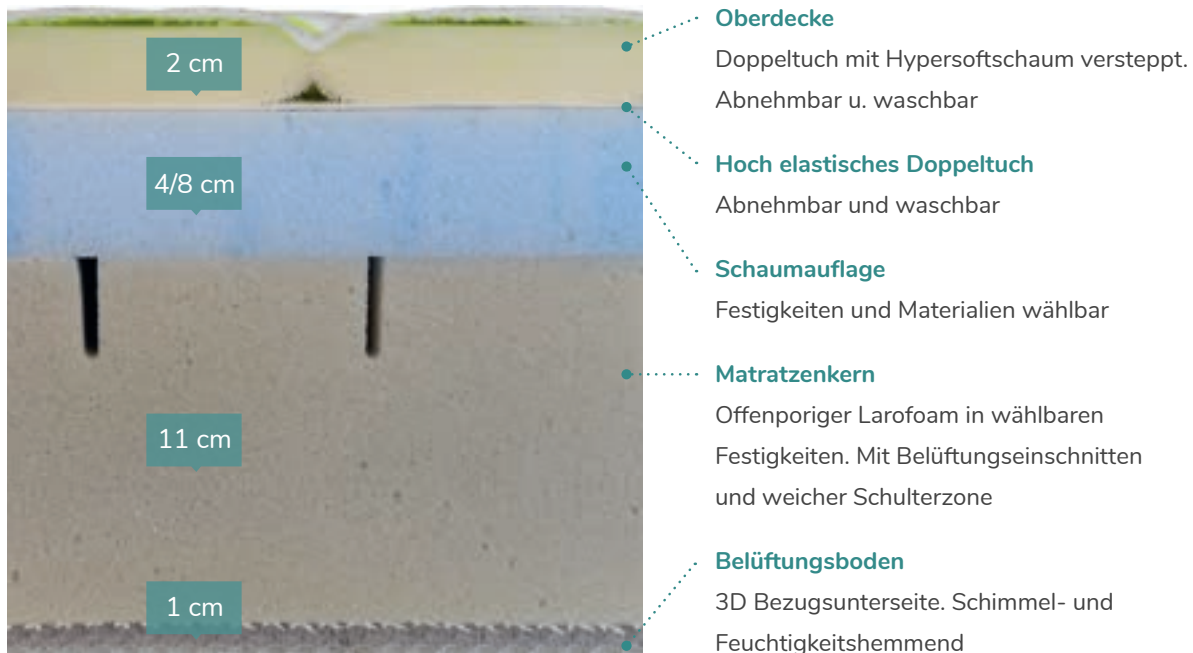 2 cm
4/8 cm
11 cm
1 cm
Oberdecke
Doppeltuch mit Hypersoftschaum versteppt.
Abnehmbar u. waschbar
Hoch elastisches Doppeltuch
Abnehmbar und waschbar
Schaumauflage
Festigkeiten und Materialien wählbar
Matratzenkern
Offenporiger Larofoam in wählbaren
Festigkeiten. Mit Belüftungseinschnitten
und weicher Schulterzone
Belüftungsboden
3D Bezugsunterseite. Schimmel- und
Feuchtigkeitshemmend